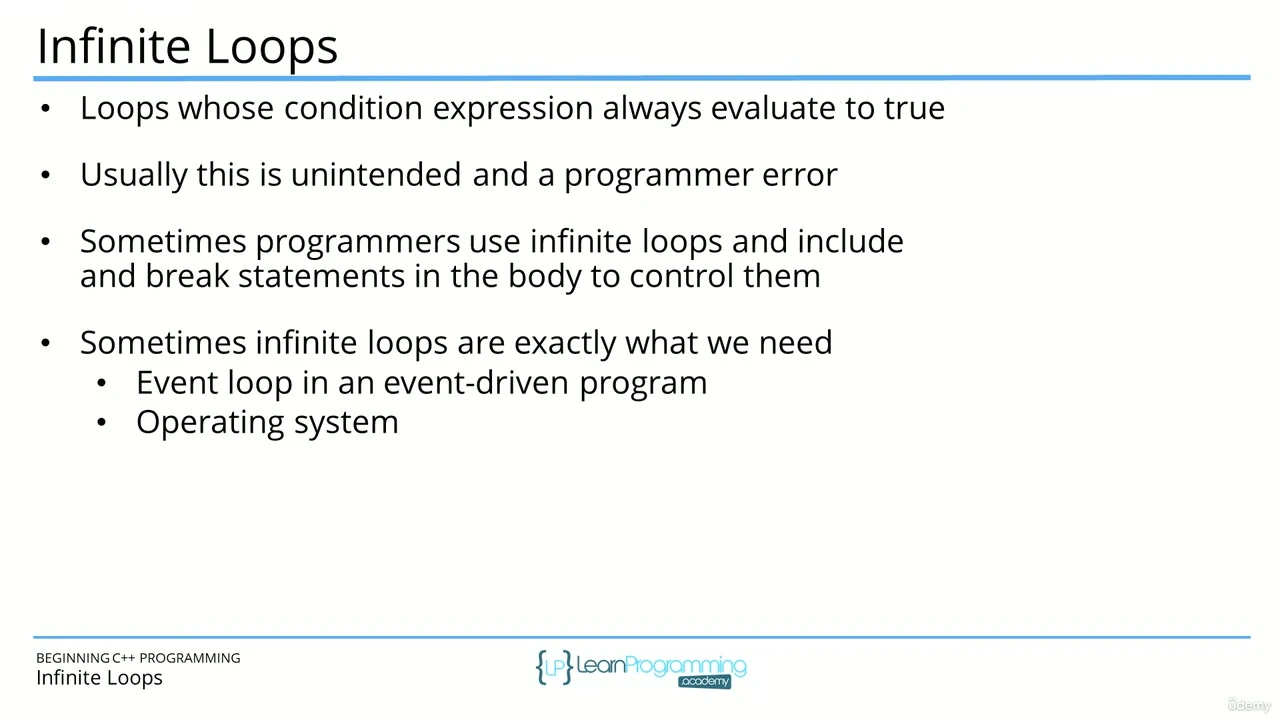 Infinite Loops
• Loops whose condition expression always evaluate to true
• Usually this is unintended and a programmer error
• Sometimes programmers use infinite loops and include
and break statements in the body to control them
• Sometimes infinite loops are exactly what we need
• Event loop in an event-driven program
• Operating system
BEGINNING C++ PROGRAMMING
Infinite Loops
{LP} LearnProgramming
.academy
ûdemy